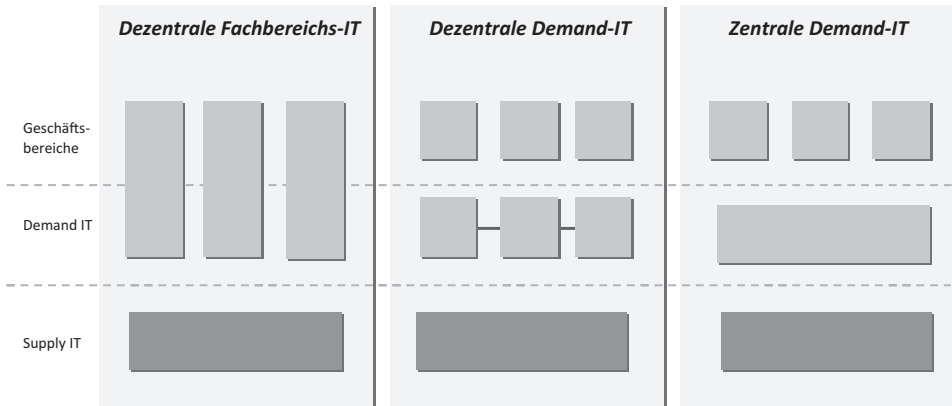 Dezentrale Fachbereichs-IT
Dezentrale Demand-IT
Zentrale Demand-IT
Geschäfts-
bereiche
Demand IT
Supply IT